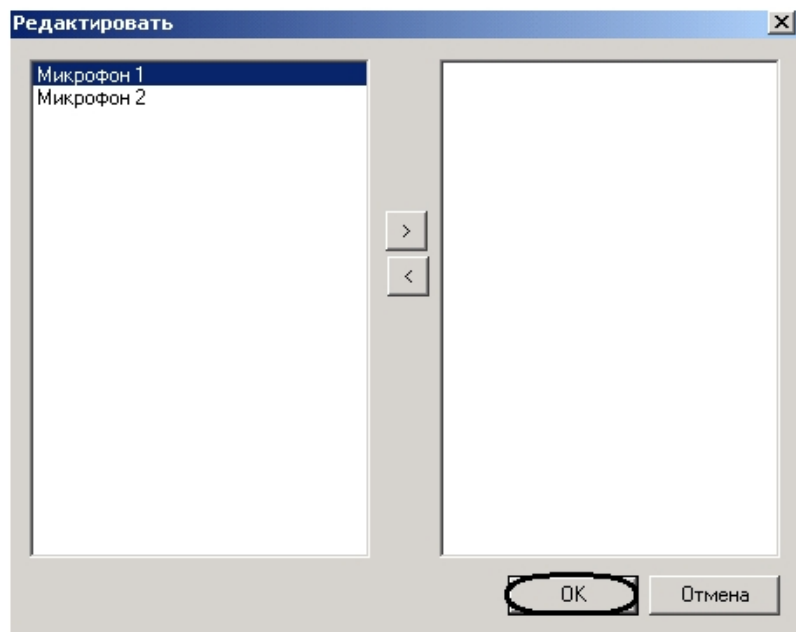 Редактировать
Микрофон 1
Микрофон 2
>
<
OK
Отмена